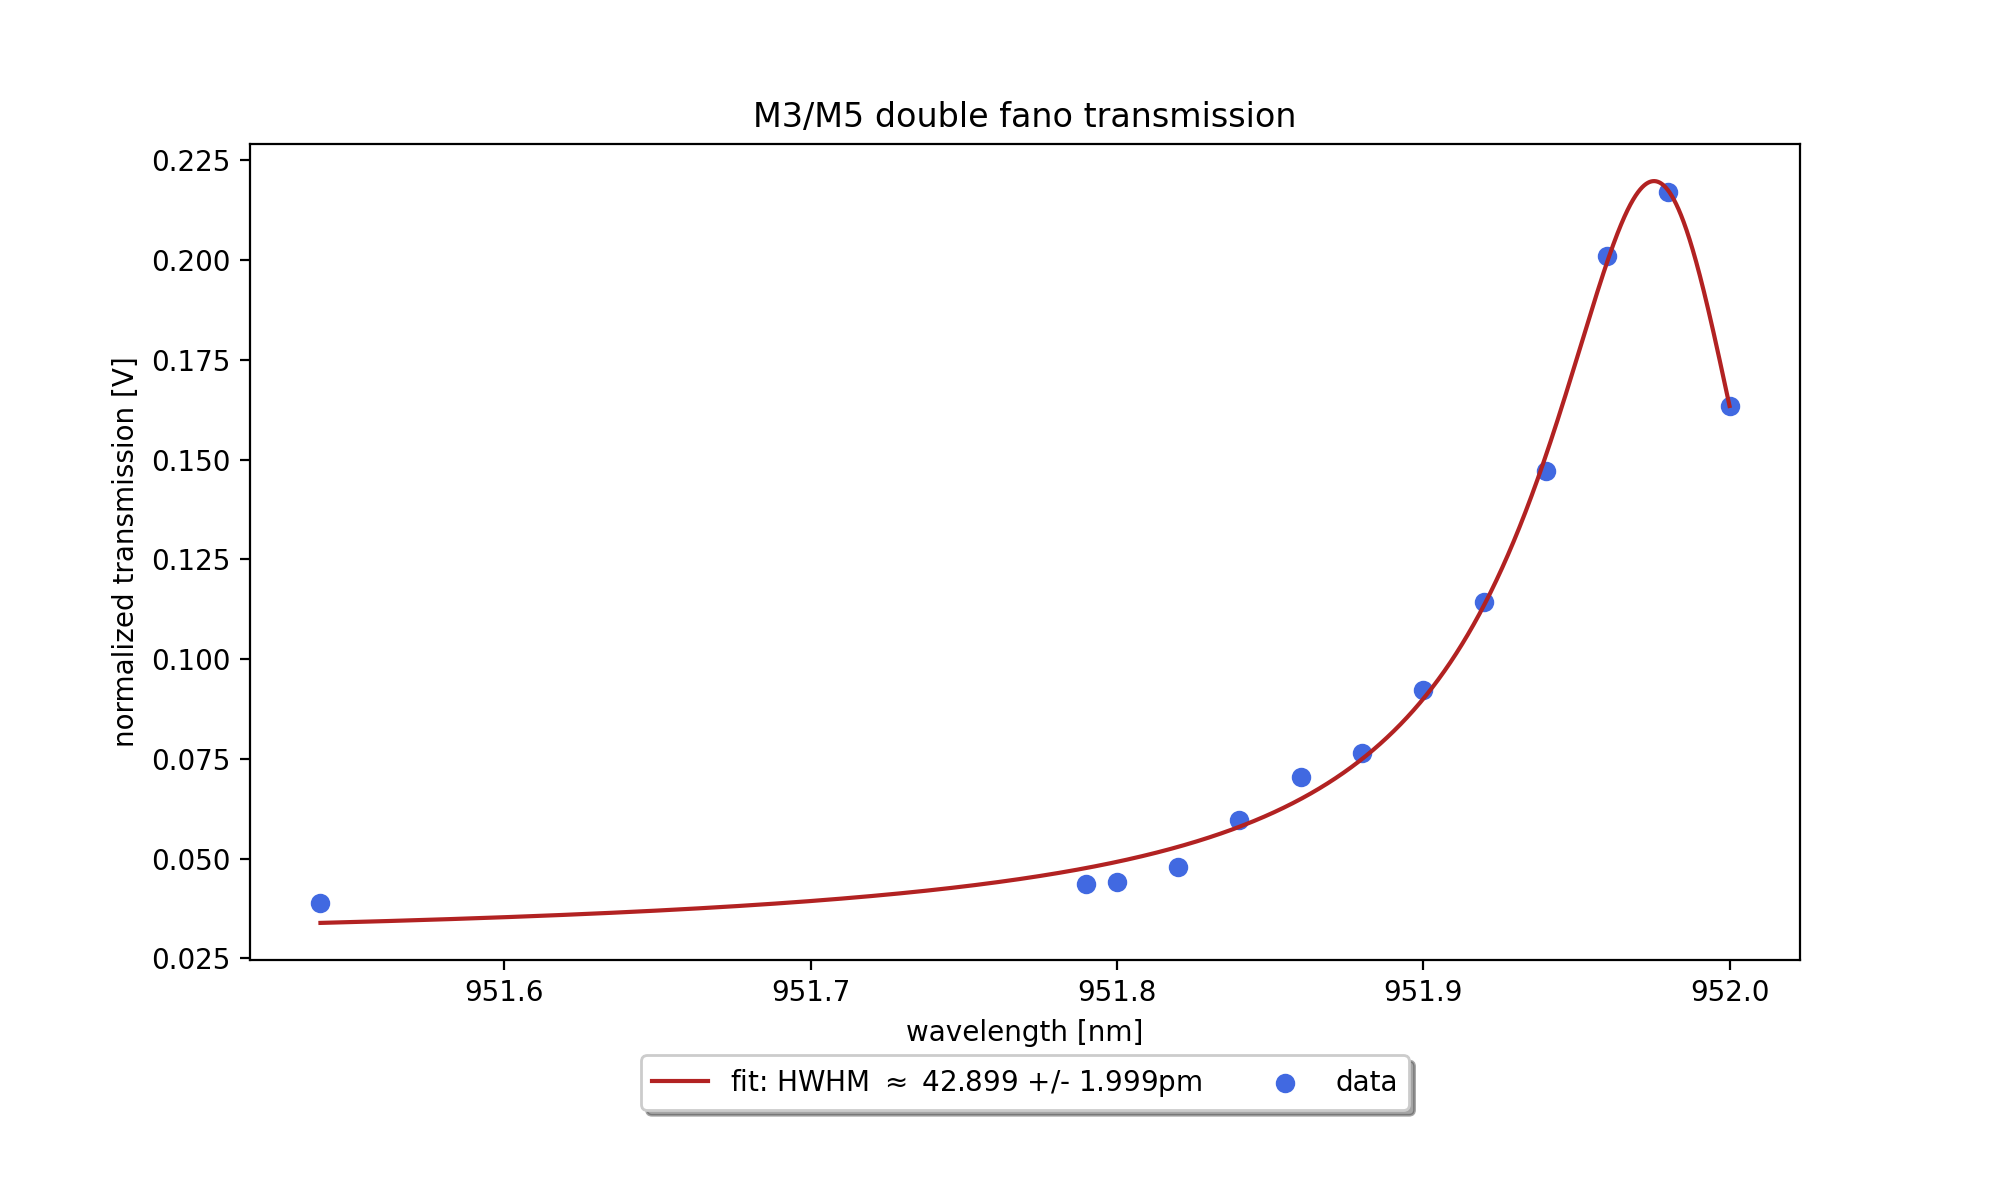 M3/M5 double fano transmission
normalized transmission [V]
0.225
0.200
0.175
0.150
0.125
0.100
0.075
0.050
0.025
951.6 951.7 951.8 951.9 952.0
wavelength [nm]
fit: HWHM ≈ 42.899 +/- 1.999pm data